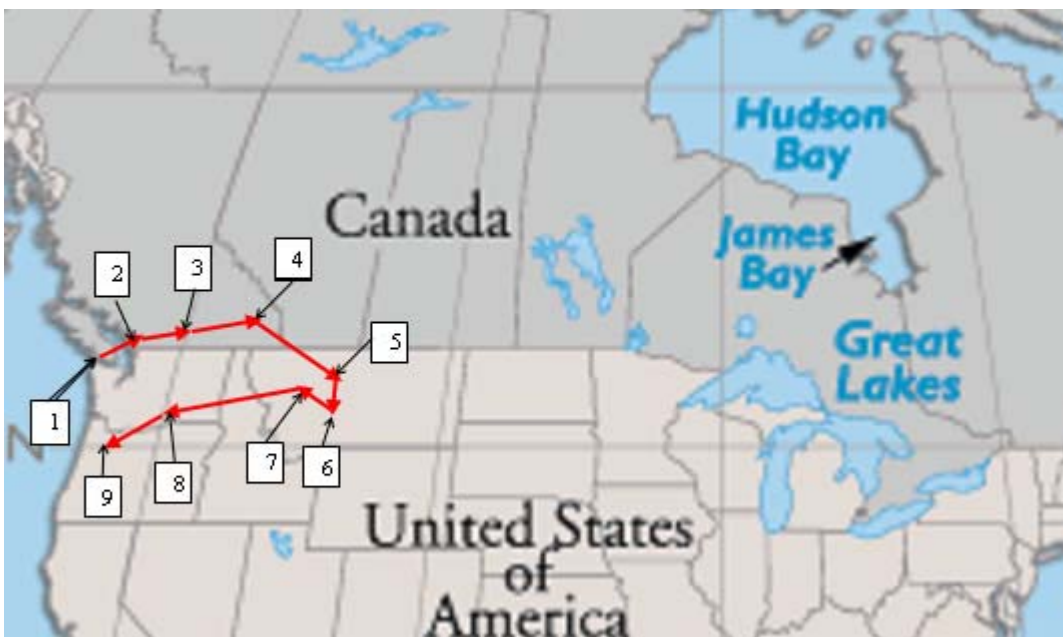 Hudson
Bay
Canada
James
Bay
2
3
4
5
Great
Lakes
1
9
8
7
6
N
United States
of
America